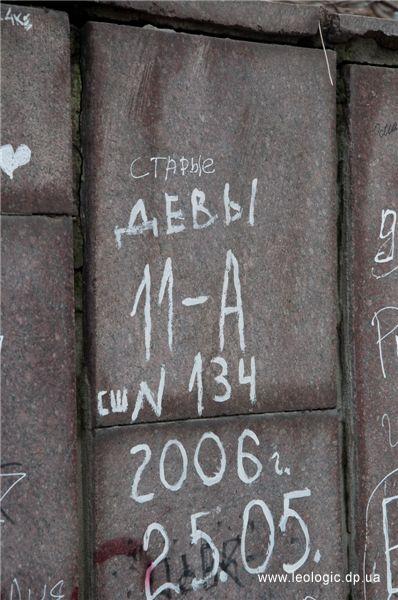 старые
ДЕВЫ
11-А
СШ N 134
2006 г.
25.05.
www.leologic.dp.ua